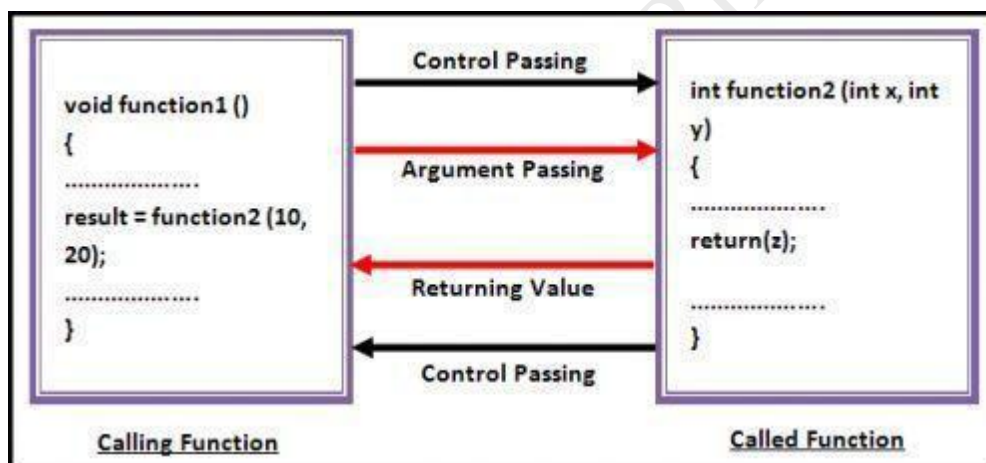 void function1 ()
{
......................
result = function2 (10,
20);
......................
}
Calling Function
Control Passing
Argument Passing
Returning Value
Control Passing
int function2 (int x, int
y)
{
......................
return(z);
......................
}
Called Function